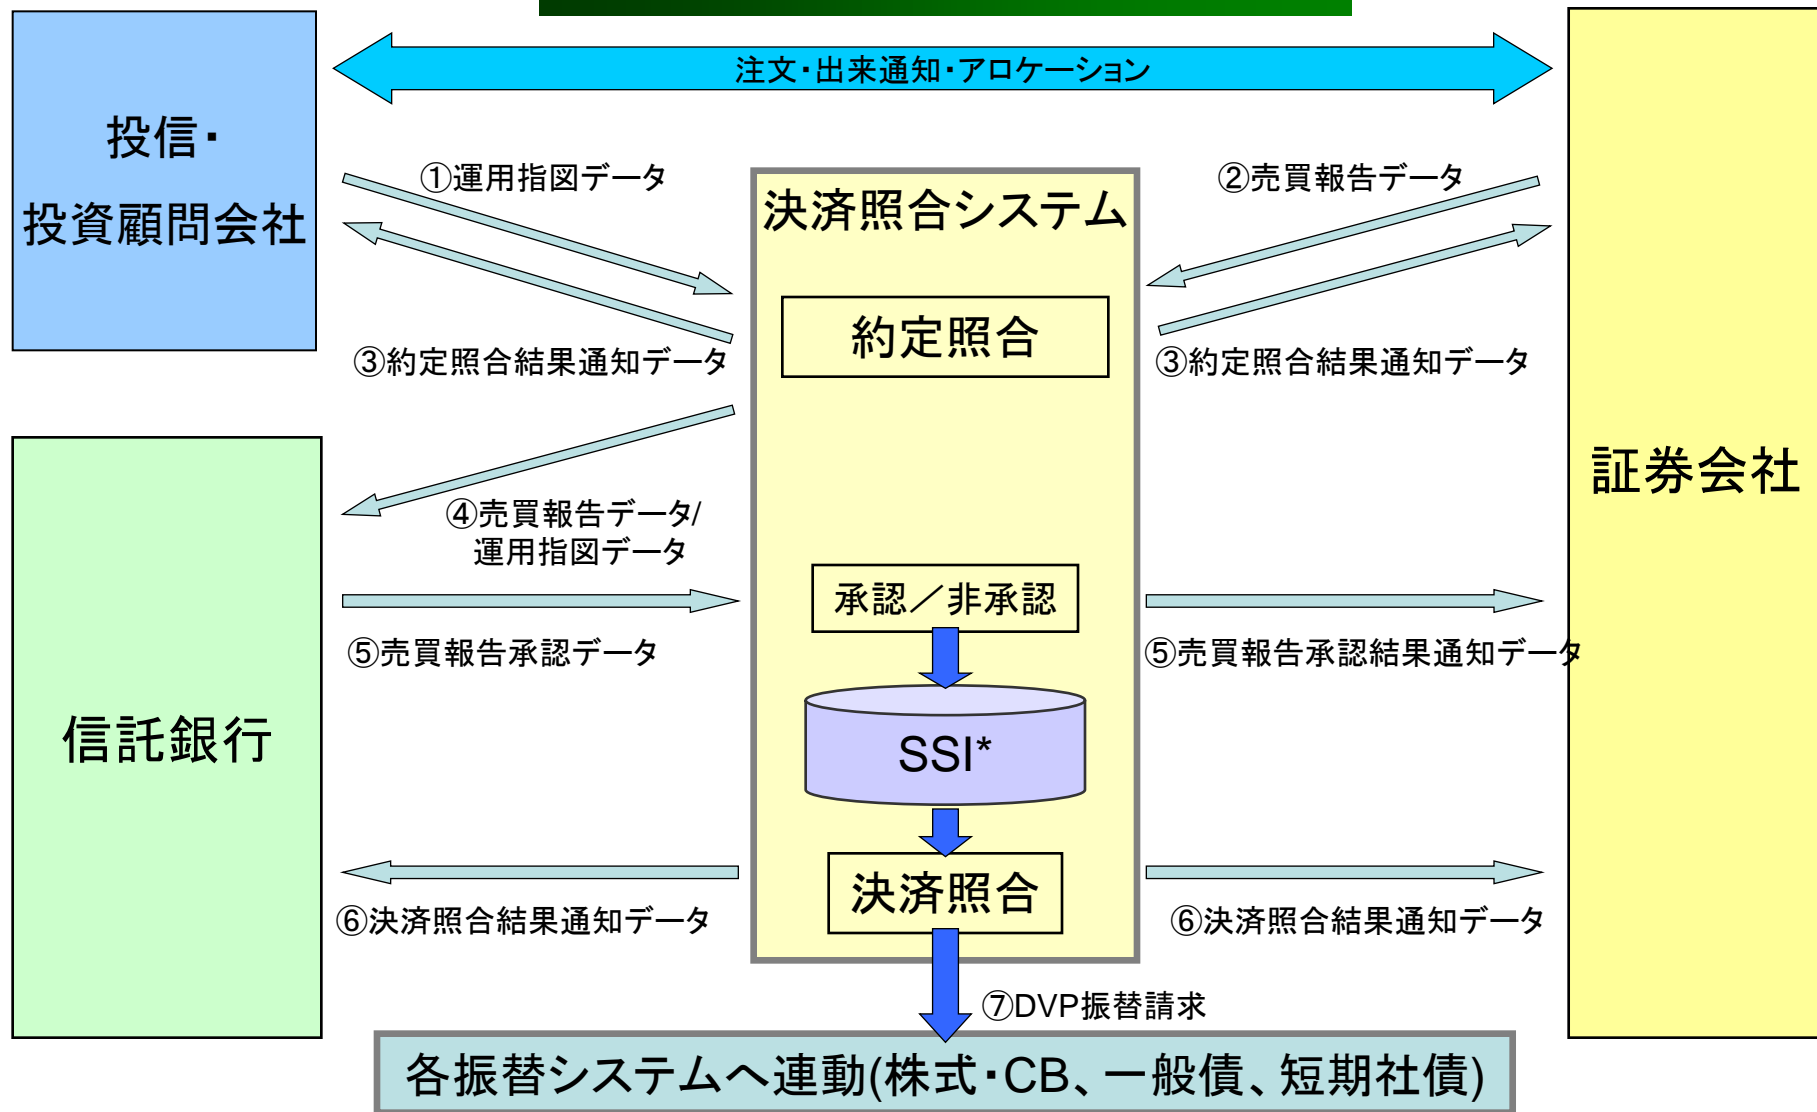 注文・出来通知・アロケーション
投信・
投資顧問会社
①運用指図データ
②売買報告データ
決済照合システム
約定照合
③約定照合結果通知データ
③約定照合結果通知データ
証券会社
④売買報告データ/
運用指図データ
承認／非承認
⑤売買報告承認データ
⑤売買報告承認結果通知データ
信託銀行
SSI*
決済照合
⑥決済照合結果通知データ
⑥決済照合結果通知データ
⑦DVP振替請求
各振替システムへ連動(株式・CB、一般債、短期社債)